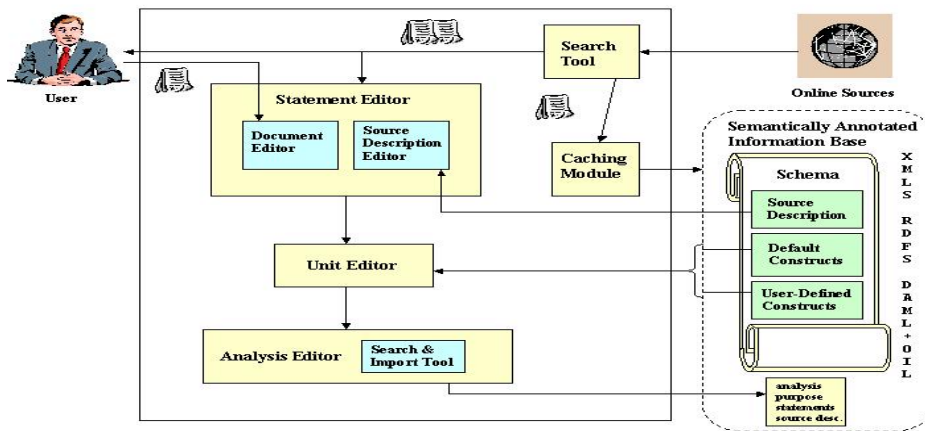 User
Search
Tool
Online Sources
Statement Editor
Document
Editor
Source
Description
Editor
Caching
Module
Semantically Annotated
Information Base
Schema
Source
Description
Default
Constructs
User-Defined
Constructs
XMLS RDFS DAML+OIL
Unit Editor
Analysis Editor
Search &
Import Tool
analysis
purpose
statements
source desc.